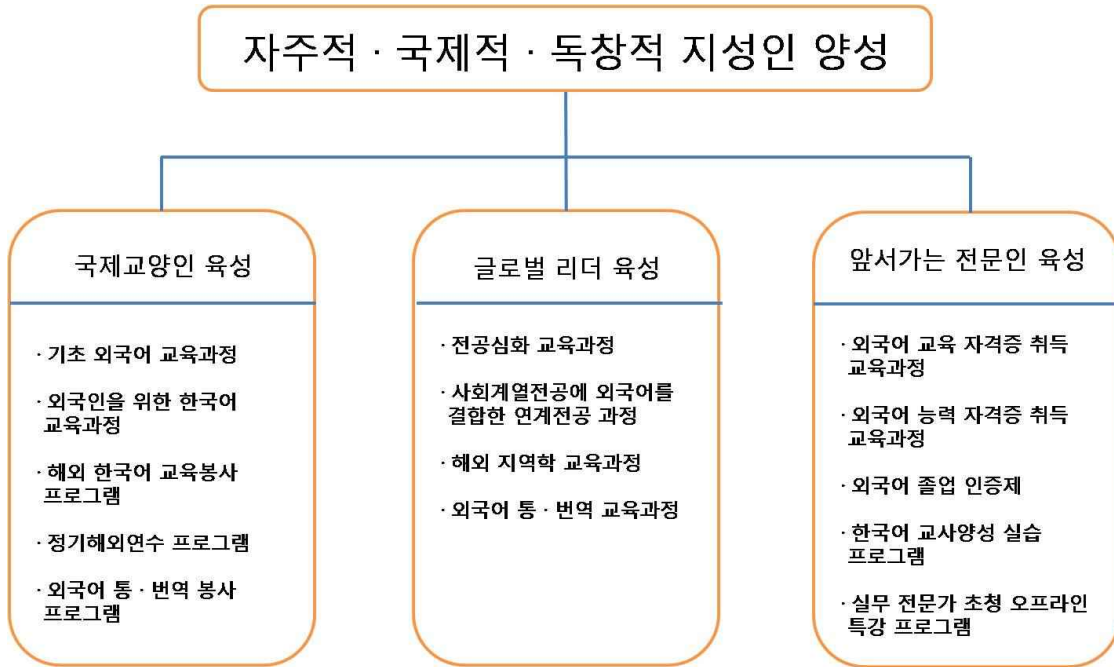 자주적 · 국제적 · 독창적 지성인 양성
국제교양인 육성
· 기초 외국어 교육과정
· 외국인을 위한 한국어
교육과정
· 해외 한국어 교육봉사
프로그램
· 정기해외연수 프로그램
· 외국어 통 · 번역 봉사
프로그램
글로벌 리더 육성
· 전공심화 교육과정
· 사회계열전공에 외국어를
결합한 연계전공 과정
· 해외 지역학 교육과정
· 외국어 통 · 번역 교육과정
앞서가는 전문인 육성
· 외국어 교육 자격증 취득
교육과정
· 외국어 능력 자격증 취득
교육과정
· 외국어 졸업 인증제
· 한국어 교사양성 실습
프로그램
· 실무 전문가 초청 오프라인
특강 프로그램